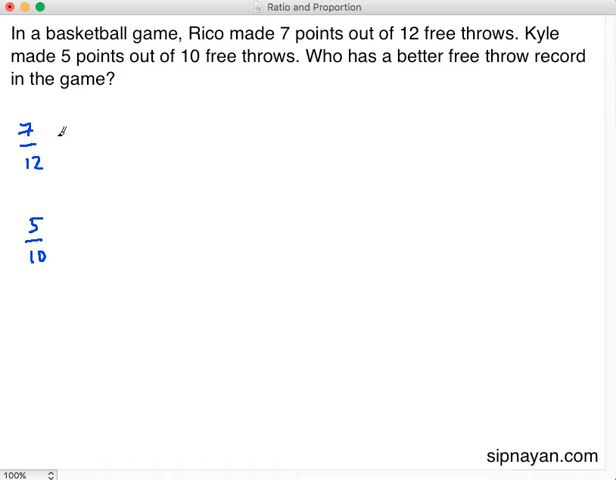 Ratio and Proportion
In a basketball game, Rico made 7 points out of 12 free throws. Kyle
made 5 points out of 10 free throws. Who has a better free throw record
in the game?
7
12
5
10
sipnayan.com
100%